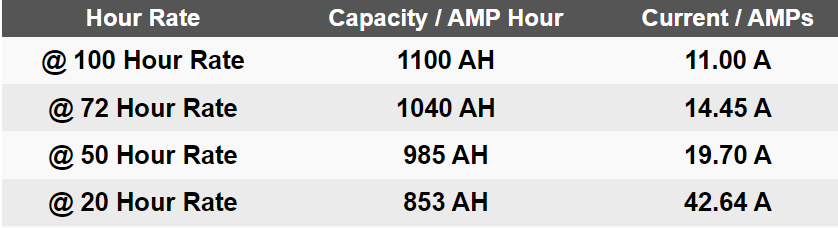 Hour Rate Capacity / AMP Hour Current / AMPs
@ 100 Hour Rate 1100 AH 11.00 A
@ 72 Hour Rate 1040 AH 14.45 A
@ 50 Hour Rate 985 AH 19.70 A
@ 20 Hour Rate 853 AH 42.64 A